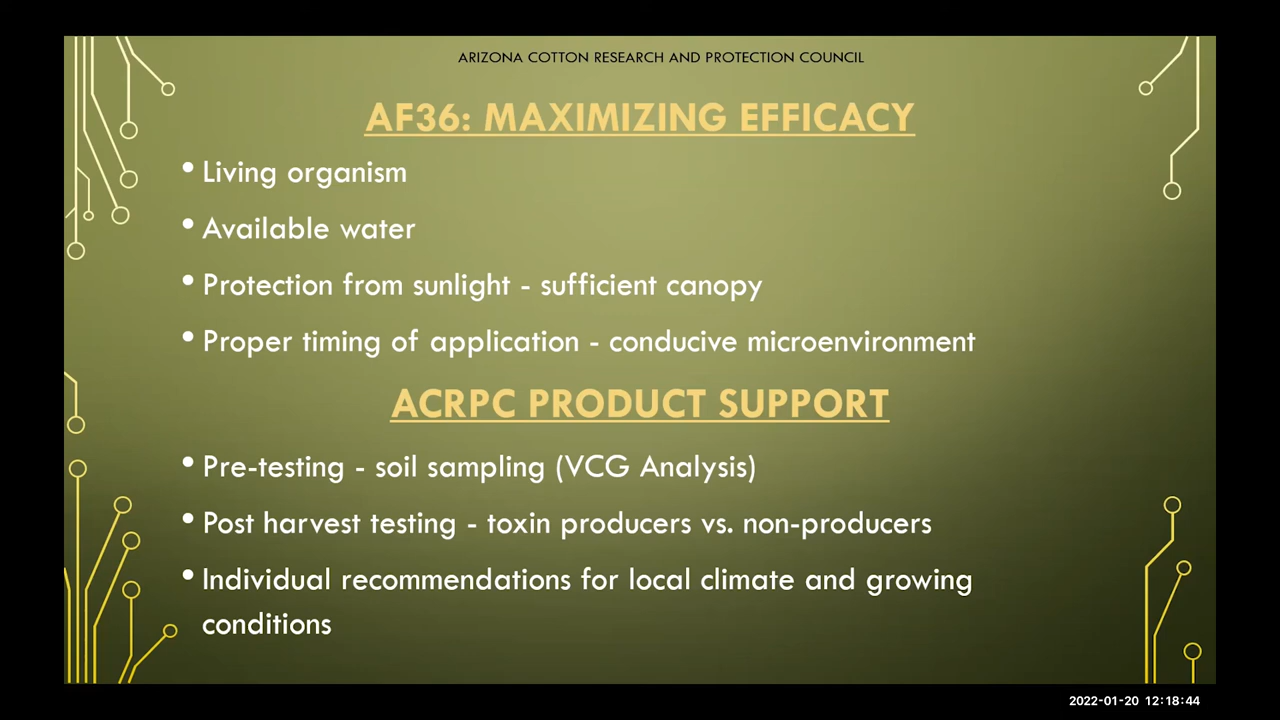 ARIZONA COTTON RESEARCH AND PROTECTION COUNCIL
AF36: MAXIMIZING EFFICACY
• Living organism
• Available water
• Protection from sunlight - sufficient canopy
• Proper timing of application - conducive microenvironment
ACRPC PRODUCT SUPPORT
• Pre-testing - soil sampling (VCG Analysis)
• Post harvest testing - toxin producers vs. non-producers
• Individual recommendations for local climate and growing
conditions
2022-01-20 12:18:44